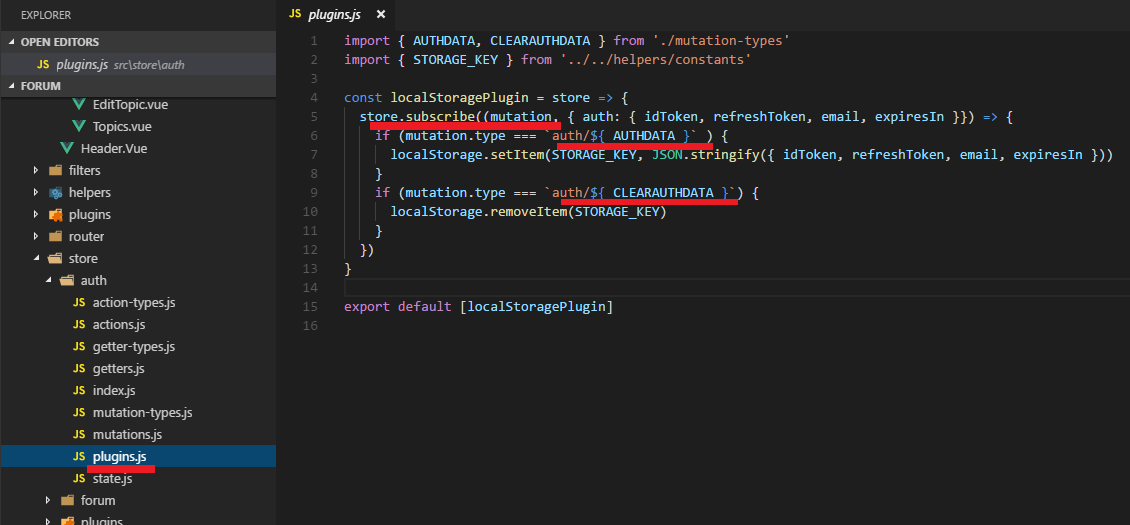 EXPLORER
OPEN EDITORS
JS plugins.js src\store\auth
FORUM
EditTopic.vue
Topics.vue
Header.Vue
filters
helpers
plugins
router
store
auth
JS action-types.js
JS actions.js
JS getter-types.js
JS getters.js
JS index.js
JS mutation-types.js
JS mutations.js
JS plugins.js
JS state.js
forum
plugins
JS plugins.js ×
1 import { AUTHDATA, CLEARAUTHDATA } from './mutation-types'
2 import { STORAGE_KEY } from '../../helpers/constants'
3
4 const localStoragePlugin = store => {
5 store.subscribe((mutation, { auth: { idToken, refreshToken, email, expiresIn }}) => {
6 if (mutation.type === `auth/${ AUTHDATA }` ) {
7 localStorage.setItem(STORAGE_KEY, JSON.stringify({ idToken, refreshToken, email, expiresIn }))
8 }
9 if (mutation.type === `auth/${ CLEARAUTHDATA }`) {
10 localStorage.removeItem(STORAGE_KEY)
11 }
12 })
13 }
14
15 export default [localStoragePlugin]
16